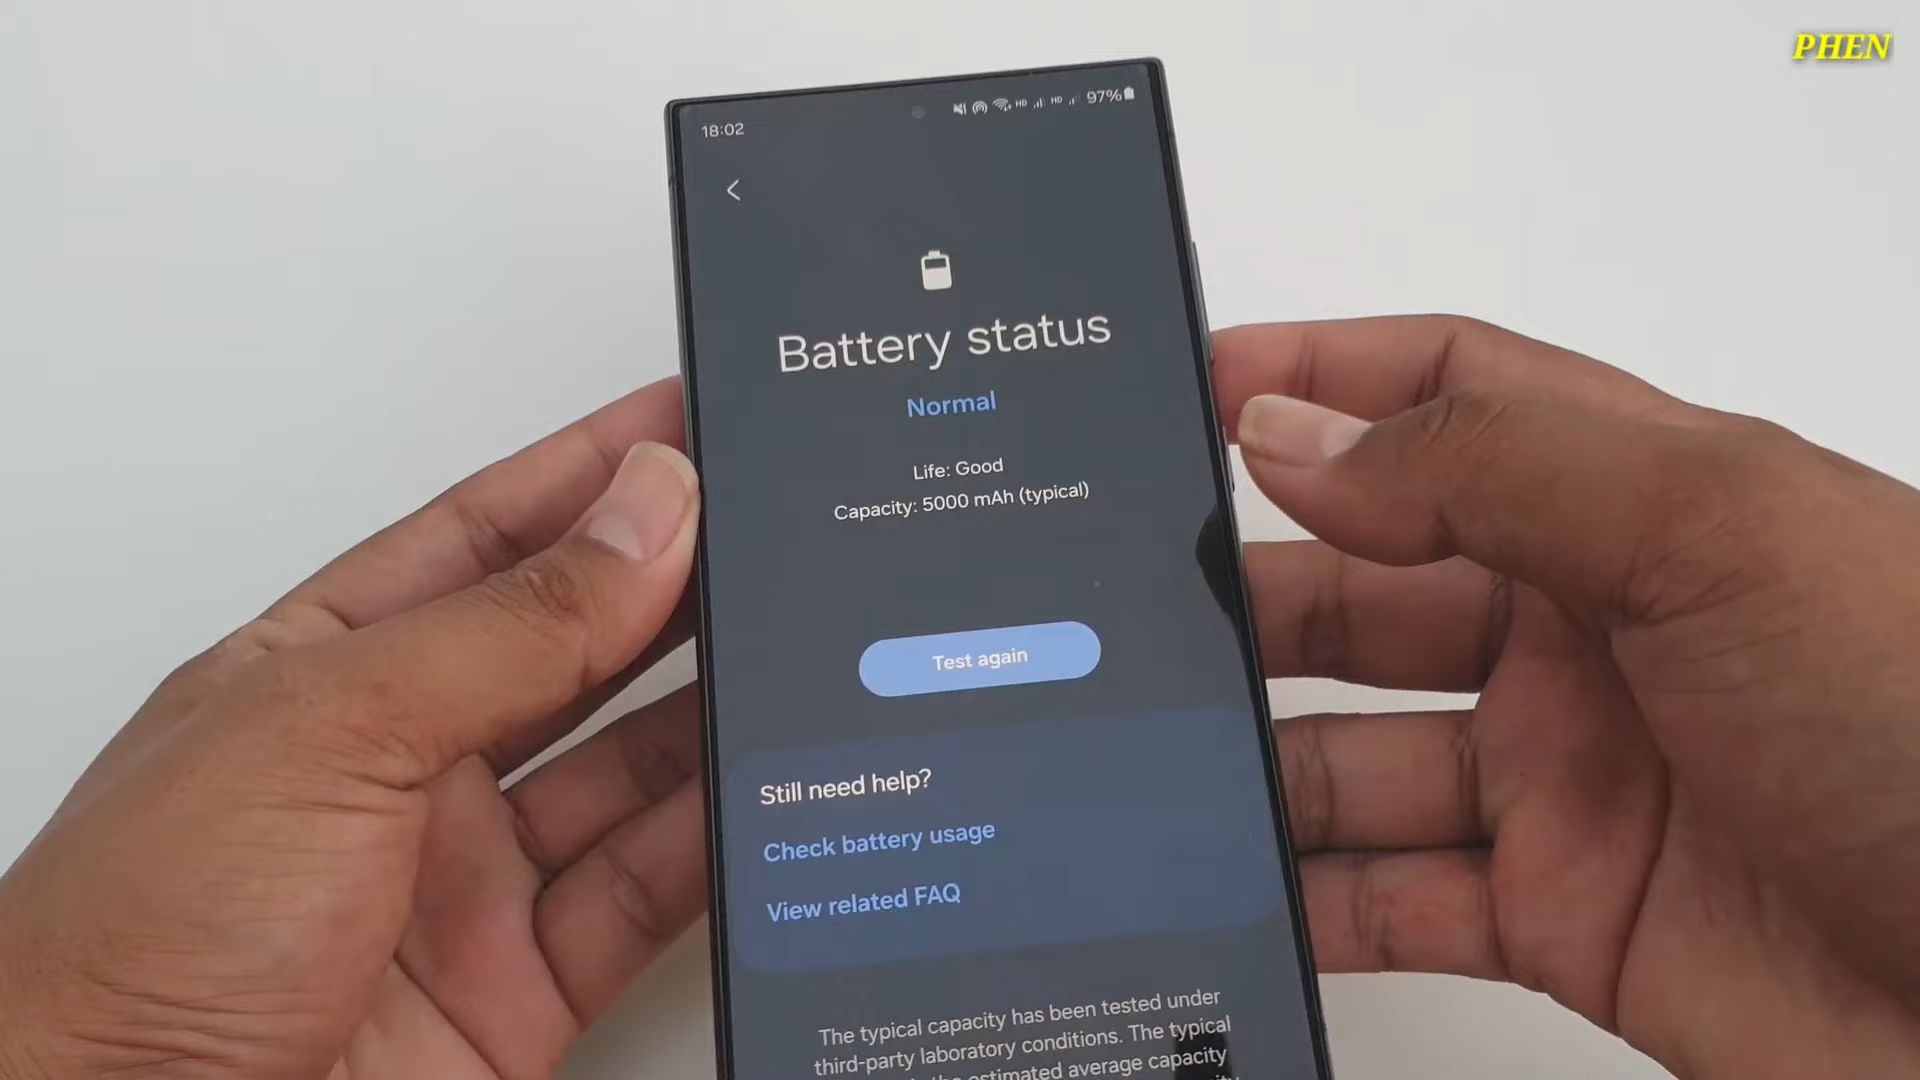 PHEN
18:02
HD HD 97%
Battery status
Normal
Life: Good
Capacity: 5000 mAh (typical)
Test again
Still need help?
Check battery usage
View related FAQ
The typical capacity has been tested under
third-party laboratory conditions. The typical
estimated average capacity